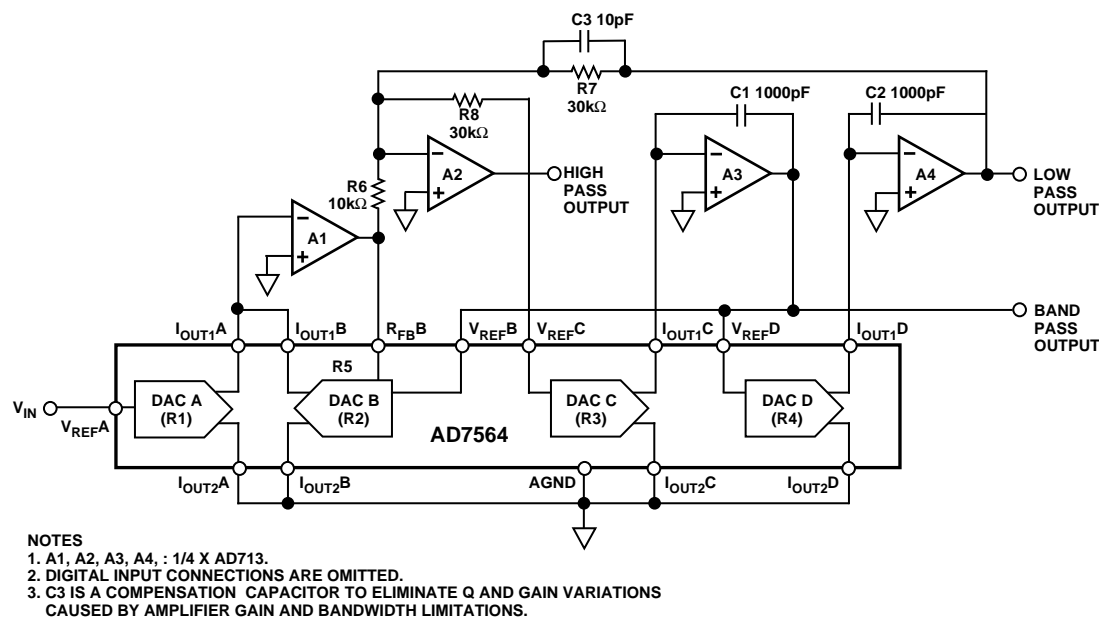 C3 10pF
R7
30kΩ
R8
30kΩ
C1 1000pF
C2 1000pF
R6
10kΩ
A1
A2
A3
A4
HIGH
PASS
OUTPUT
LOW
PASS
OUTPUT
BAND
PASS
OUTPUT
IOUT1A
IOUT1B
RFBB
VREFB
VREFC
IOUT1C
VREFD
IOUT1D
R5
VIN
VREFA
DAC A
(R1)
DAC B
(R2)
DAC C
(R3)
DAC D
(R4)
AD7564
IOUT2A
IOUT2B
AGND
IOUT2C
IOUT2D
NOTES
1. A1, A2, A3, A4, : 1/4 X AD713.
2. DIGITAL INPUT CONNECTIONS ARE OMITTED.
3. C3 IS A COMPENSATION CAPACITOR TO ELIMINATE Q AND GAIN VARIATIONS
CAUSED BY AMPLIFIER GAIN AND BANDWIDTH LIMITATIONS.